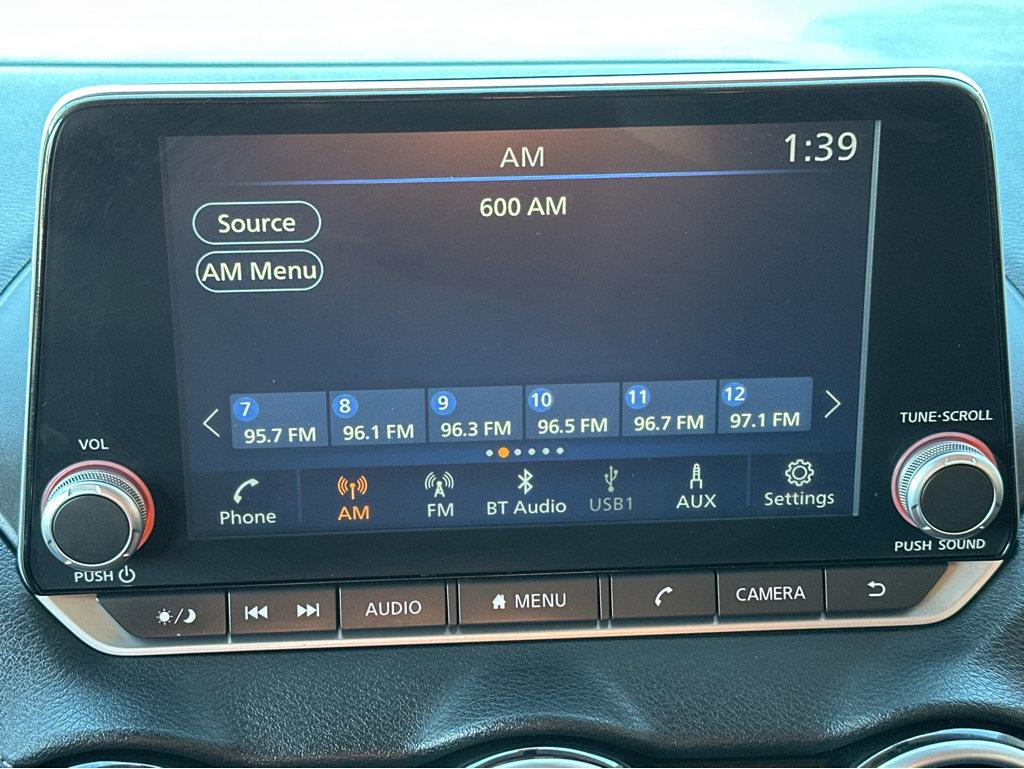 AM
1:39
600 AM
Source
AM Menu
7 8 9 10 11 12
95.7 FM 96.1 FM 96.3 FM 96.5 FM 96.7 FM 97.1 FM
Phone AM FM BT Audio USB1 AUX Settings
VOL
PUSH
TUNE·SCROLL
PUSH SOUND
AUDIO MENU CAMERA